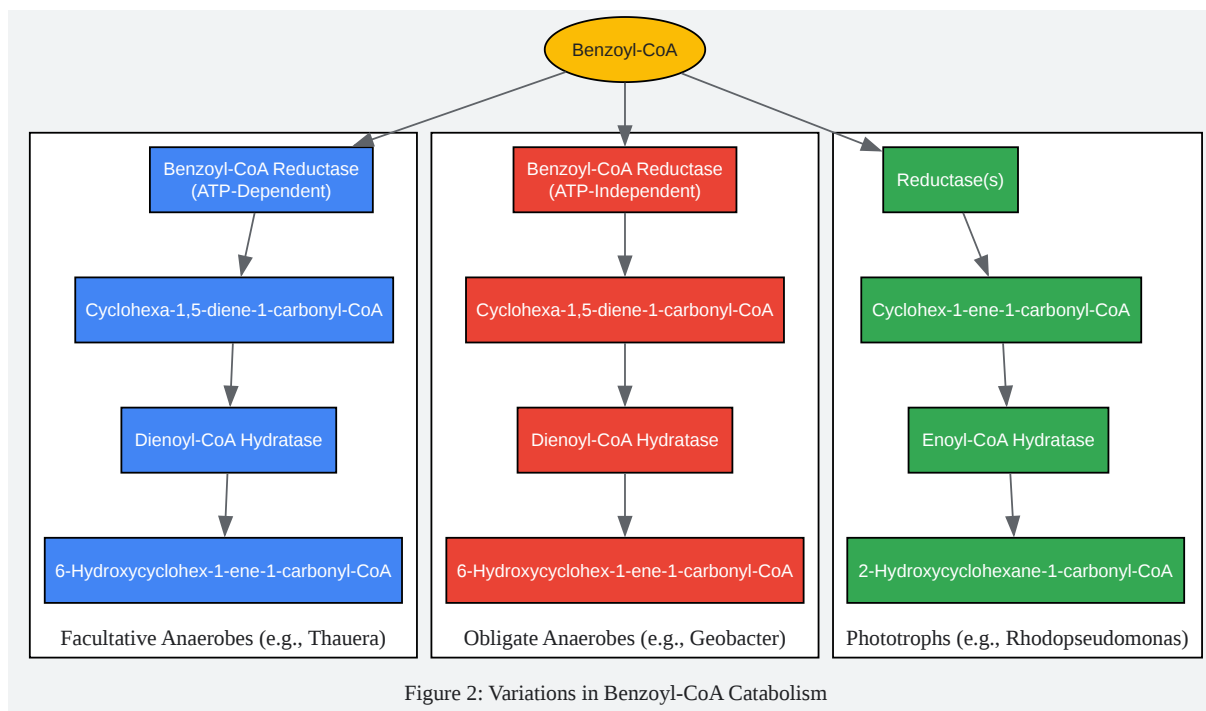 Benzoyl-CoA
Benzoyl-CoA Reductase
(ATP-Dependent)
Cyclohexa-1,5-diene-1-carbonyl-CoA
Dienoyl-CoA Hydratase
6-Hydroxycyclohex-1-ene-1-carbonyl-CoA
Facultative Anaerobes (e.g., Thauera)
Benzoyl-CoA Reductase
(ATP-Independent)
Cyclohexa-1,5-diene-1-carbonyl-CoA
Dienoyl-CoA Hydratase
6-Hydroxycyclohex-1-ene-1-carbonyl-CoA
Obligate Anaerobes (e.g., Geobacter)
Reductase(s)
Cyclohex-1-ene-1-carbonyl-CoA
Enoyl-CoA Hydratase
2-Hydroxycyclohexane-1-carbonyl-CoA
Phototrophs (e.g., Rhodopseudomonas)
Figure 2: Variations in Benzoyl-CoA Catabolism